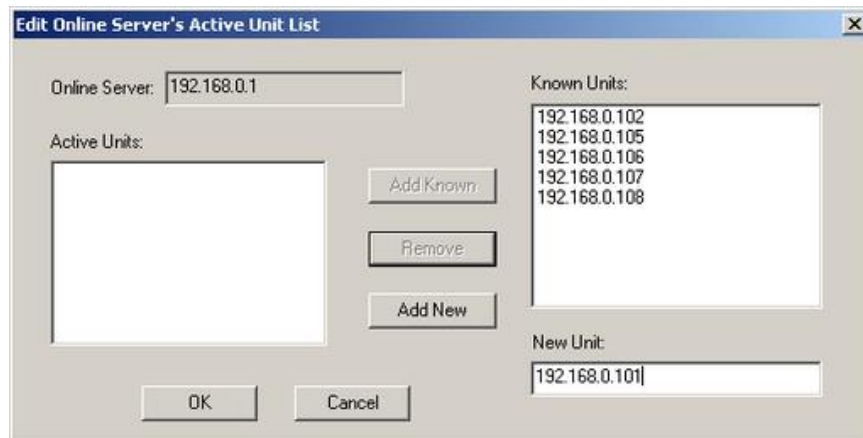 Edit Online Server's Active Unit List
Online Server: 192.168.0.1
Active Units:
Add Known
Remove
Add New
Known Units:
192.168.0.102
192.168.0.105
192.168.0.106
192.168.0.107
192.168.0.108
New Unit:
192.168.0.101
OK
Cancel